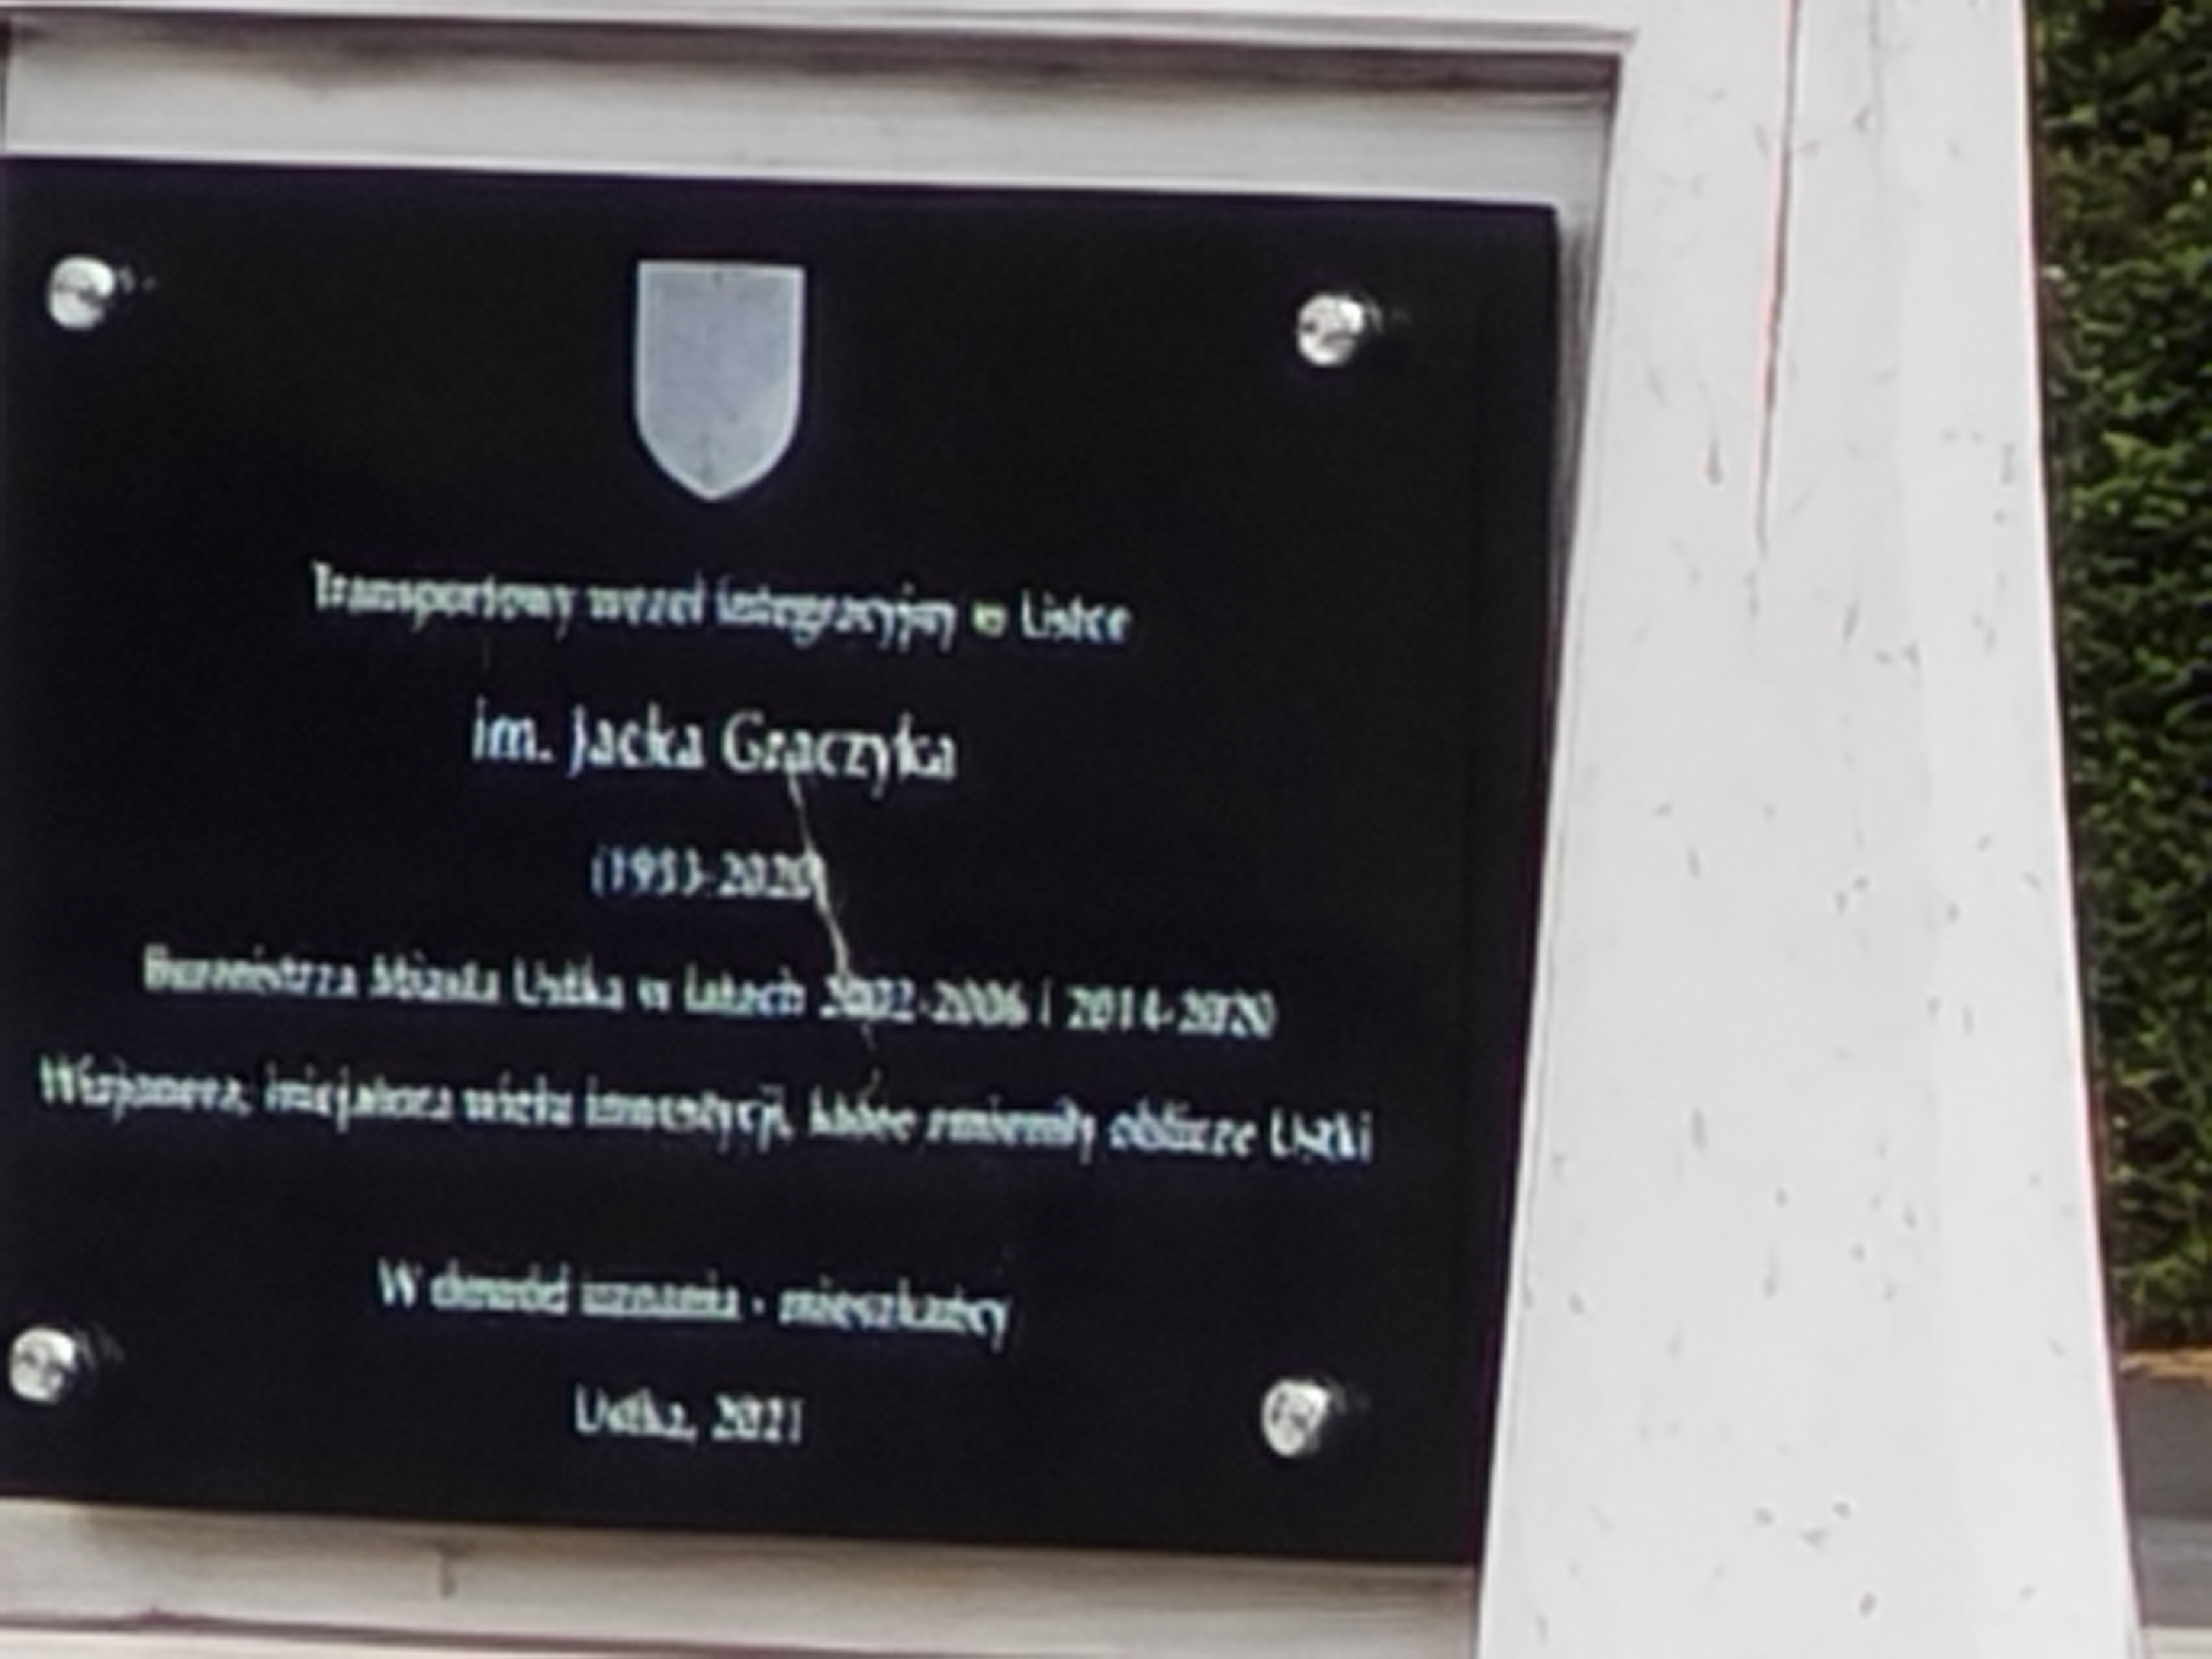 Transportowy węzeł integracyjny w Ustce
im. Jacka Graczyka
(1953-2020)
Burmistrza Miasta Ustka w latach 2002-2006 i 2014-2020
Wizjonera, inicjatora wielu inwestycji, które zmieniły oblicze Ustki
W dowód uznania - mieszkańcy
Ustka, 2021